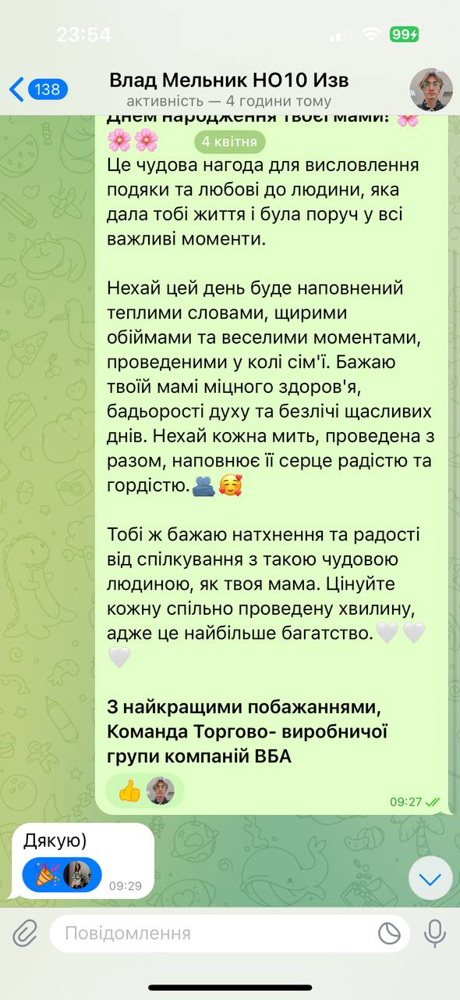 23:54
99
138
Влад Мельник НО10 Изв
активність — 4 години тому
Днем народження твоєї мами!
4 квітня
Це чудова нагода для висловлення
подяки та любові до людини, яка
дала тобі життя і була поруч у всі
важливі моменти.
Нехай цей день буде наповнений
теплими словами, щирими
обіймами та веселими моментами,
проведеними у колі сім'ї. Бажаю
твоїй мамі міцного здоров'я,
бадьорості духу та безлічі щасливих
днів. Нехай кожна мить, проведена з
разом, наповнює її серце радістю та
гордістю.🫂🥰
Тобі ж бажаю натхнення та радості
від спілкування з такою чудовою
людиною, як твоя мама. Цінуйте
кожну спільно проведену хвилину,
адже це найбільше багатство.🤍🤍
🤍
З найкращими побажаннями,
Команда Торгово- виробничої
групи компаній ВБА
09:27
Дякую)
09:29
Повідомлення